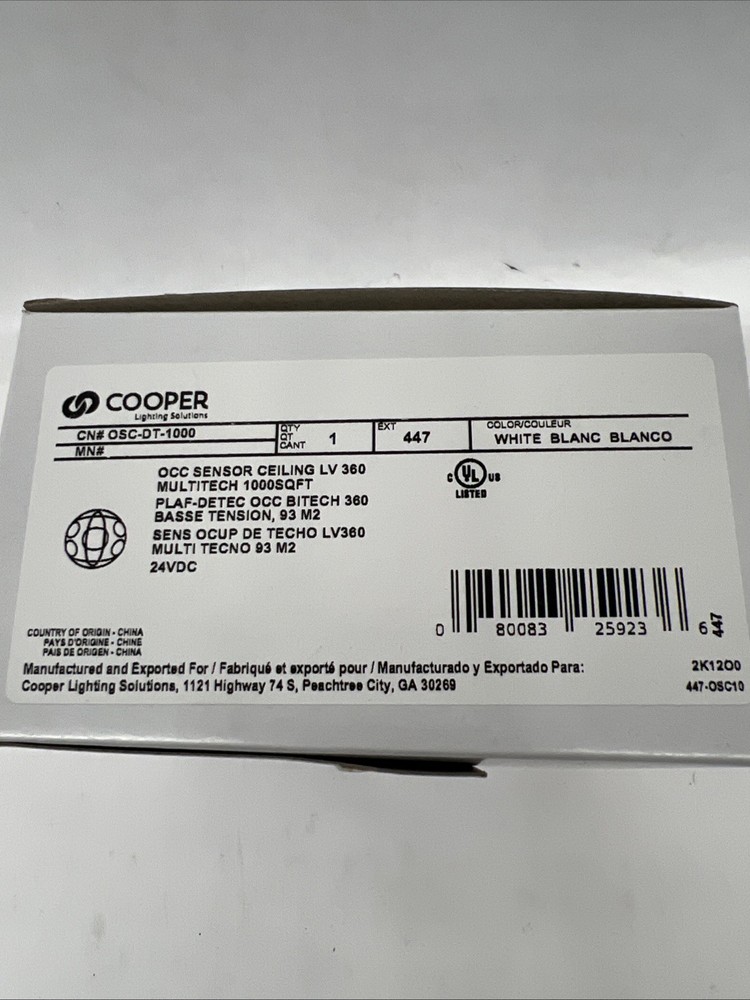 COOPER
Lighting Solutions
CN# OSC-DT-1000
MN#
QTY
QT
CANT
1
EXT
447
COLOR/COULEUR
WHITE BLANC BLANCO
OCC SENSOR CEILING LV 360
MULTITECH 1000SQFT
PLAF-DETEC OCC BITECH 360
BASSE TENSION, 93 M2
SENS OCUP DE TECHO LV360
MULTI TECNO 93 M2
24VDC
C UL US
LISTED
COUNTRY OF ORIGIN - CHINA
PAYS D'ORIGINE - CHINE
PAIS DE ORIGEN - CHINA
0 80083 25923 6
447
Manufactured and Exported For / Fabriqué et exporté pour / Manufacturado y Exportado Para:
Cooper Lighting Solutions, 1121 Highway 74 S, Peachtree City, GA 30269
2K12O0
447-OSC10